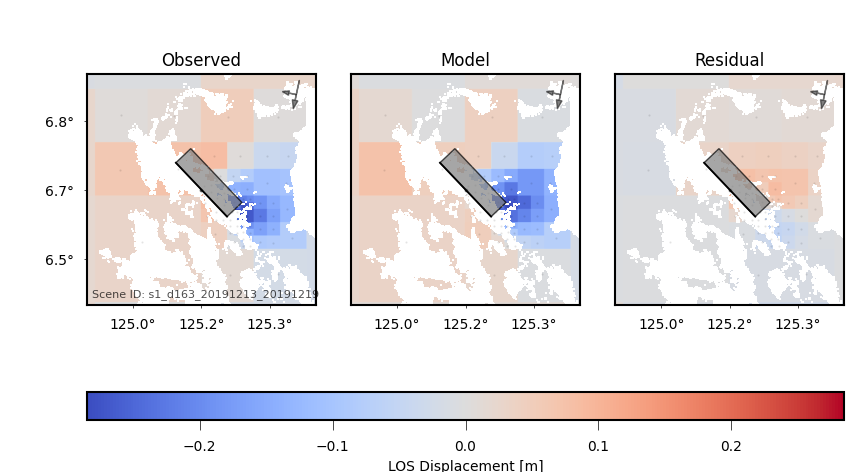 Observed Model Residual
6.8°
6.7°
6.5°
Scene ID: s1_d163_20191213_20191219
125.0° 125.2° 125.3° 125.0° 125.2° 125.3° 125.0° 125.2° 125.3°
−0.2 −0.1 0.0 0.1 0.2
LOS Displacement [m]